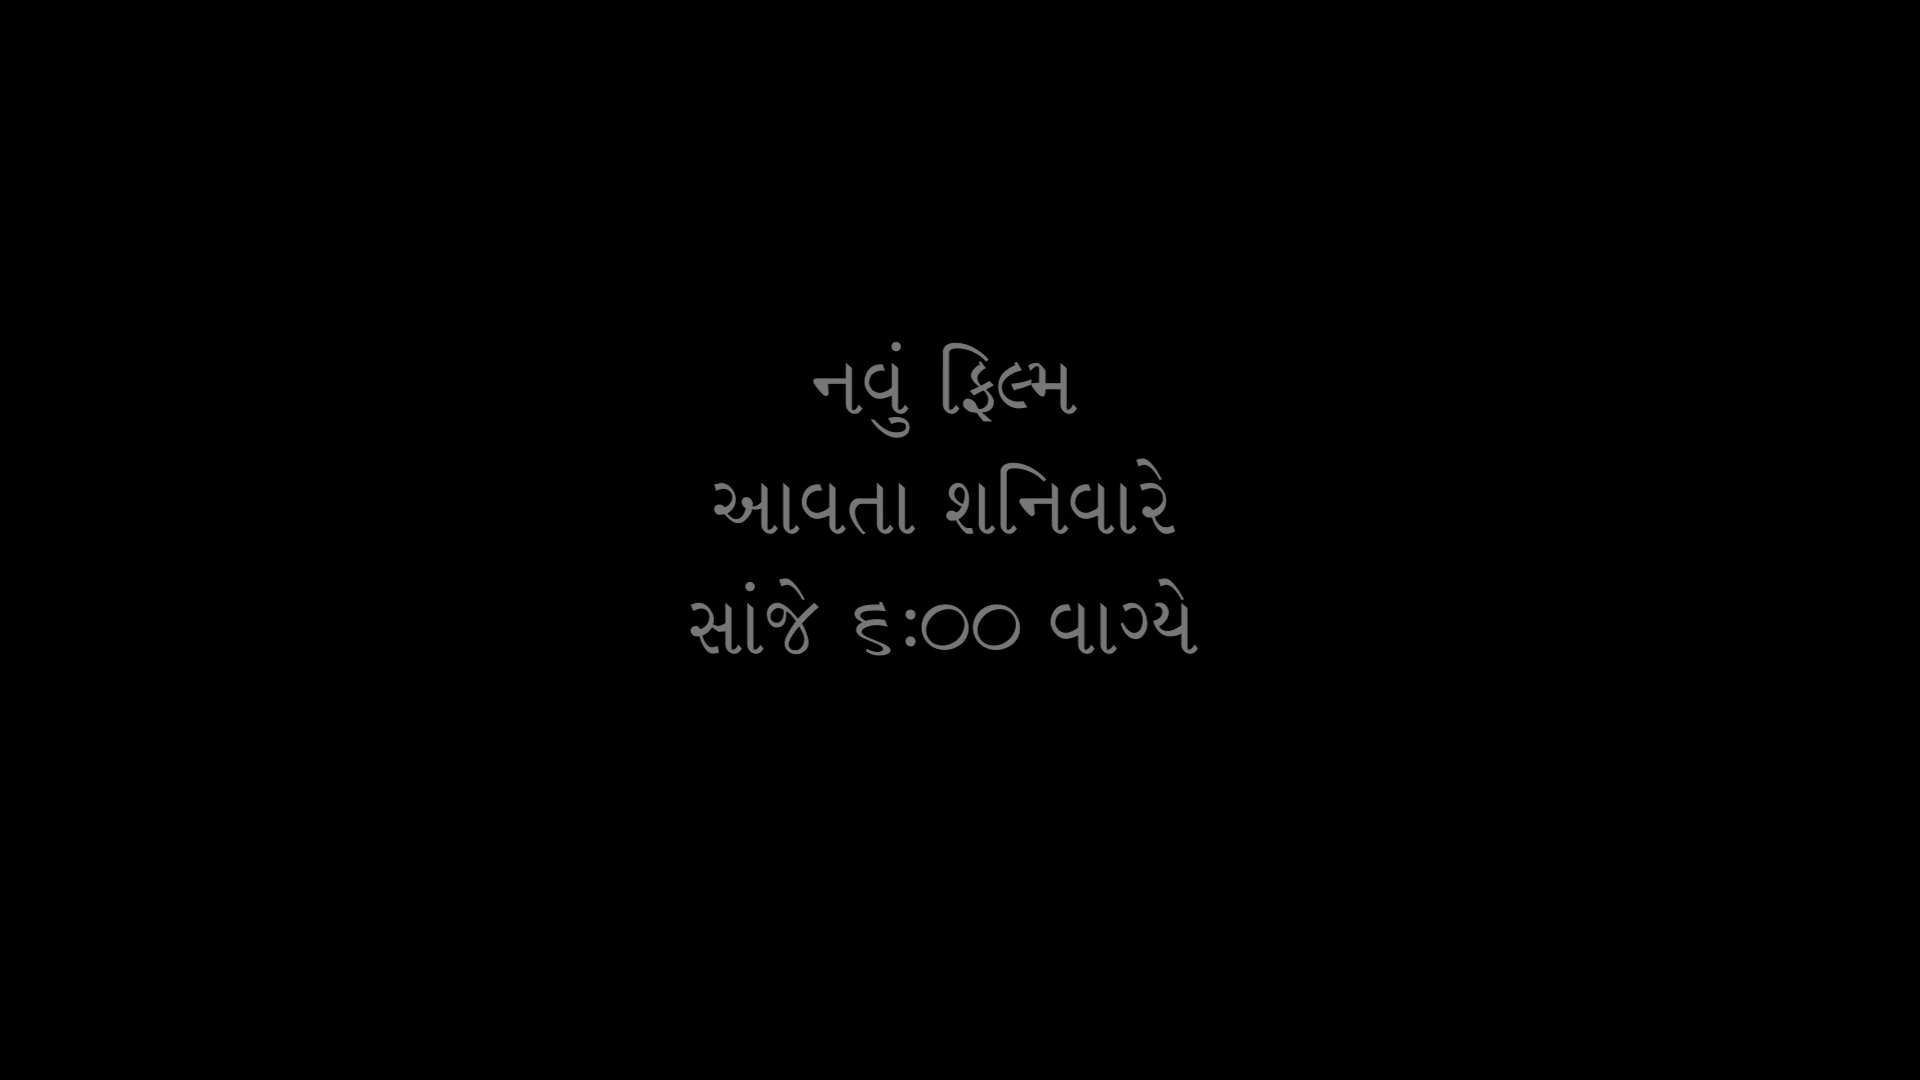 નવું ફિલ્મ
આવતા શનિવારે
સાંજે ૬:૦૦ વાગ્યે